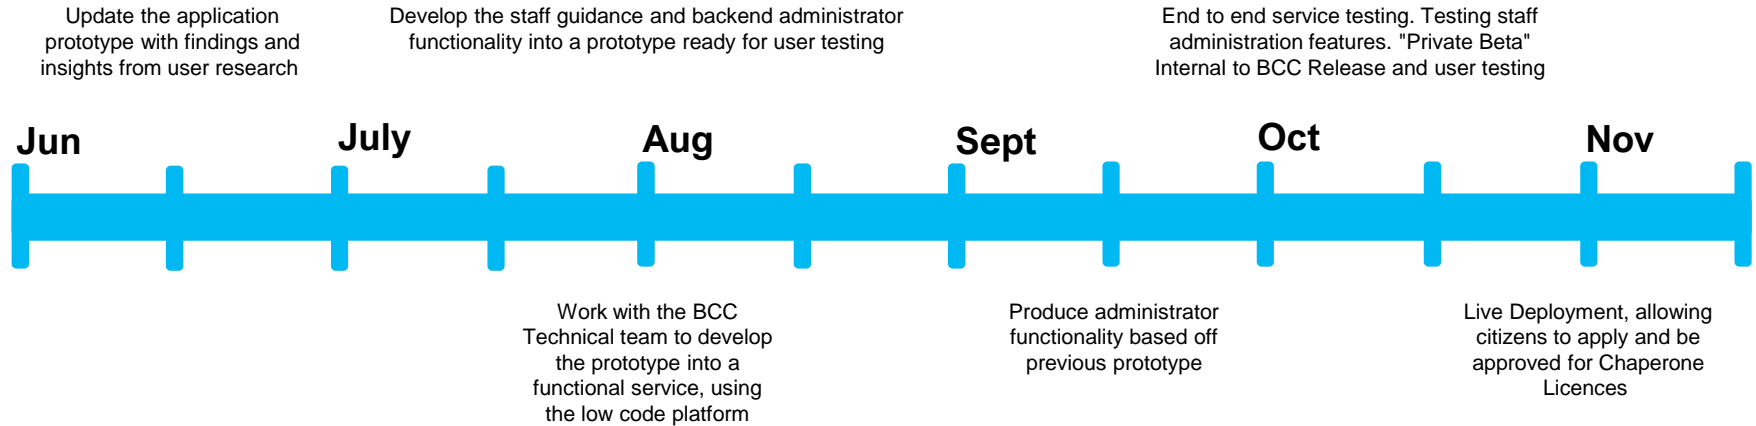 Update the application
prototype with findings and
insights from user research
Develop the staff guidance and backend administrator
functionality into a prototype ready for user testing
End to end service testing. Testing staff
administration features. "Private Beta"
Internal to BCC Release and user testing
Jun
July
Aug
Sept
Oct
Nov
Work with the BCC
Technical team to develop
the prototype into a
functional service, using
the low code platform
Produce administrator
functionality based off
previous prototype
Live Deployment, allowing
citizens to apply and be
approved for Chaperone
Licences